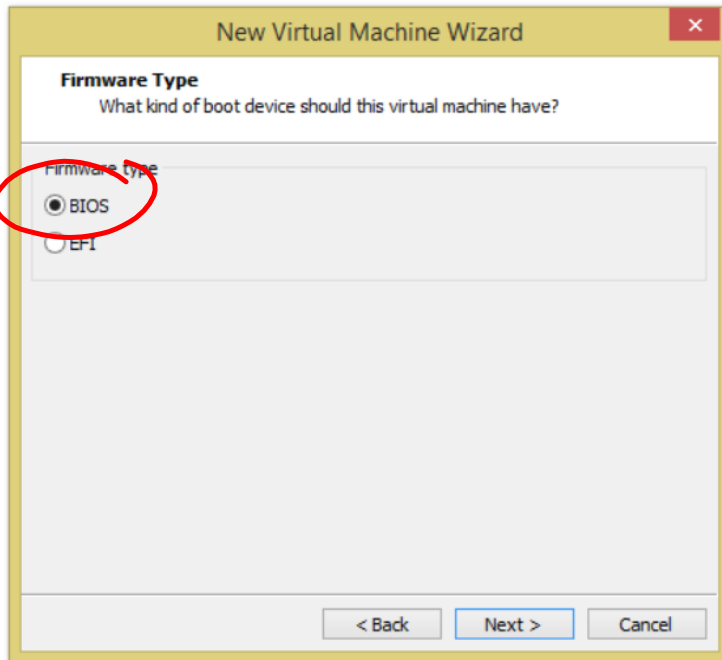 New Virtual Machine Wizard
Firmware Type
What kind of boot device should this virtual machine have?
Firmware type
BIOS
EFI
< Back Next > Cancel